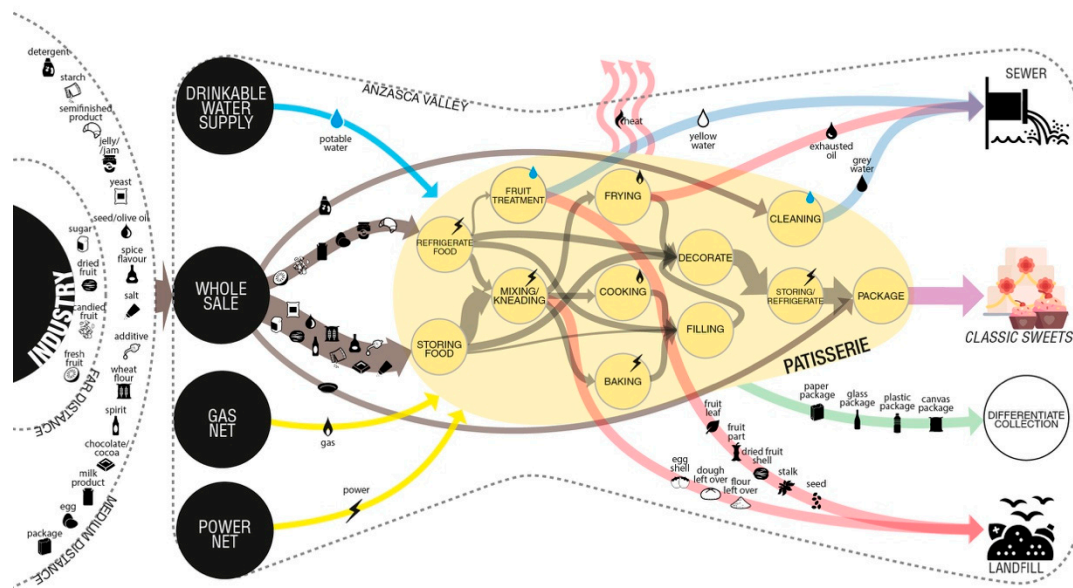 detergent
starch
semifinished
product
jelly/
/jam
yeast
seed/olive oil
sugar
spice
flavour
dried
fruit
salt
candied
fruit
additive
fresh
fruit
wheat
flour
spirit
chocolate/
cocoa
milk
product
egg
package
INDUSTRY
FAR DISTANCE
MEDIUM DISTANCE
DRINKABLE
WATER
SUPPLY
WHOLE
SALE
GAS
NET
POWER
NET
ANZASCA VALLEY
potable
water
gas
power
heat
yellow
water
exhausted
oil
grey
water
FRUIT
TREATMENT
FRYING
CLEANING
REFRIGERATE
FOOD
DECORATE
MIXING/
KNEADING
COOKING
STORING/
REFRIGERATE
PACKAGE
STORING
FOOD
FILLING
BAKING
PATISSERIE
SEWER
CLASSIC SWEETS
paper
package
glass
package
plastic
package
canvas
package
DIFFERENTIATE
COLLECTION
fruit
leaf
fruit
part
dried fruit
shell
stalk
seed
egg
shell
dough
left over
flour
left over
LANDFILL